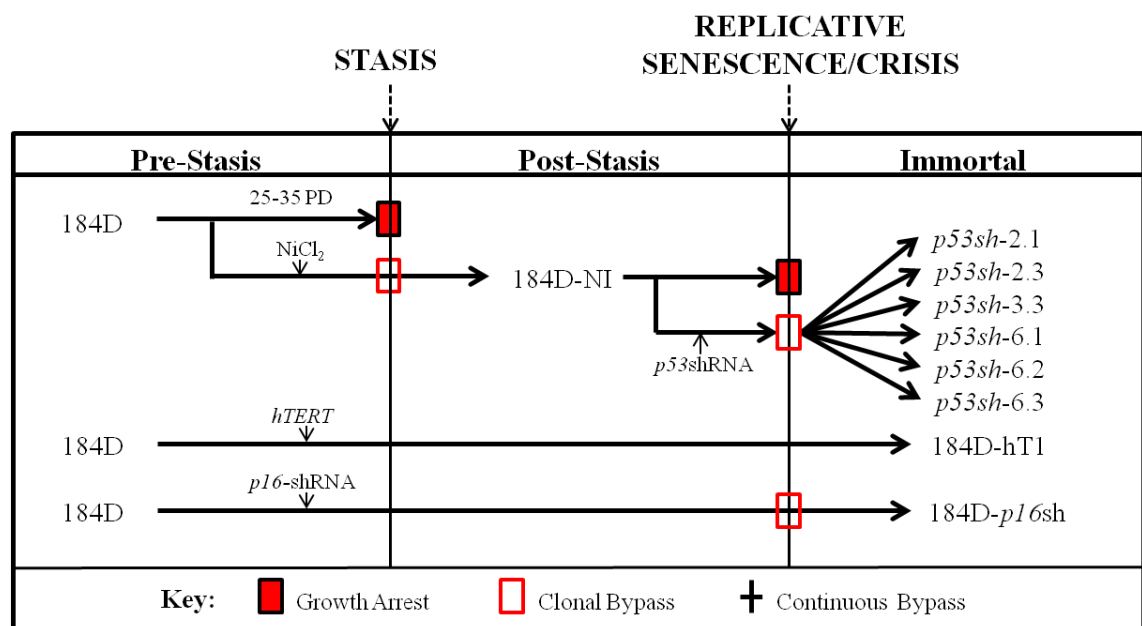 REPLICATIVE
STASIS
SENESCENCE/CRISIS
Pre-Stasis
Post-Stasis
Immortal
25-35 PD
184D
NiCl₂
184D-NI
p53shRNA
p53sh-2.1
p53sh-2.3
p53sh-3.3
p53sh-6.1
p53sh-6.2
p53sh-6.3
hTERT
184D
184D-hT1
p16-shRNA
184D
184D-p16sh
Key: Growth Arrest Clonal Bypass Continuous Bypass